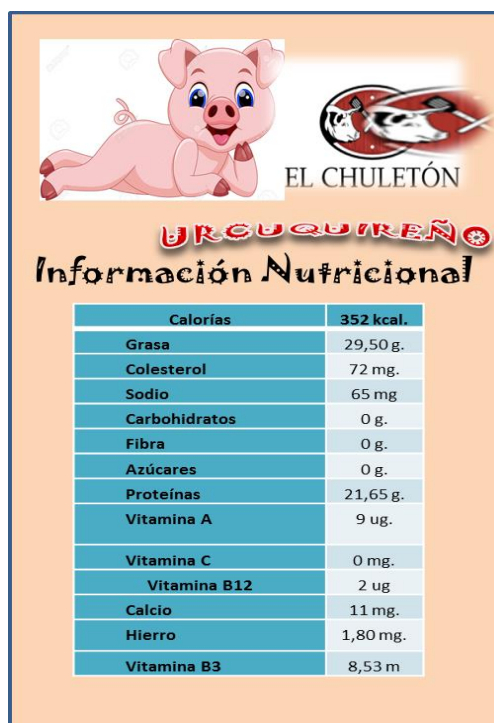 EL CHULETÓN
URCUQUIREÑO
Información Nutricional
Calorías 352 kcal.
Grasa 29,50 g.
Colesterol 72 mg.
Sodio 65 mg
Carbohidratos 0 g.
Fibra 0 g.
Azúcares 0 g.
Proteínas 21,65 g.
Vitamina A 9 ug.
Vitamina C 0 mg.
Vitamina B12 2 ug
Calcio 11 mg.
Hierro 1,80 mg.
Vitamina B3 8,53 m